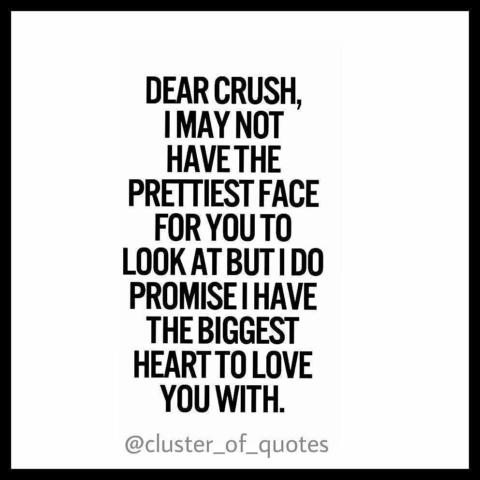 DEAR CRUSH,
I MAY NOT
HAVE THE
PRETTIEST FACE
FOR YOU TO
LOOK AT BUT I DO
PROMISE I HAVE
THE BIGGEST
HEART TO LOVE
YOU WITH.
@cluster_of_quotes